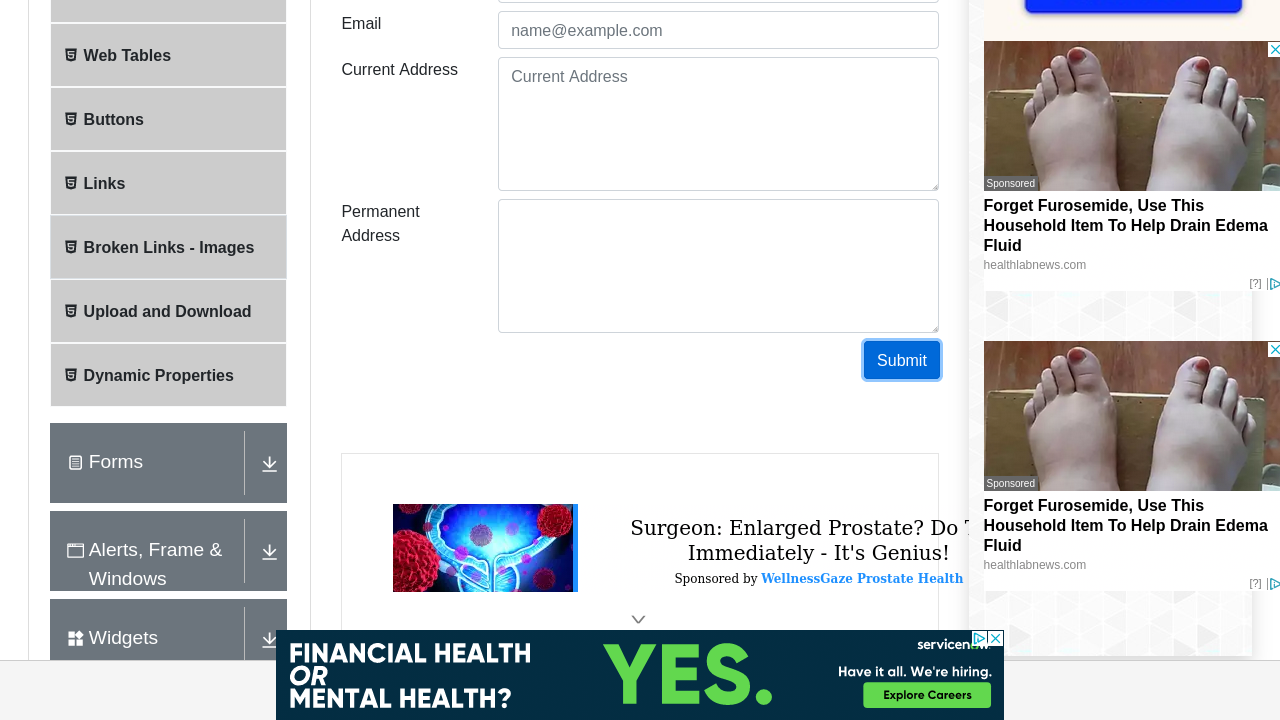 Email
name@example.com
Current Address
Current Address
Permanent
Address
Submit
Web Tables
Buttons
Links
Broken Links - Images
Upload and Download
Dynamic Properties
Forms
Alerts, Frame &
Windows
Widgets
Sponsored
Forget Furosemide, Use This
Household Item To Help Drain Edema
Fluid
healthlabnews.com
[?]
Sponsored
Forget Furosemide, Use This
Household Item To Help Drain Edema
Fluid
healthlabnews.com
[?]
Surgeon: Enlarged Prostate? Do T
Immediately - It's Genius!
Sponsored by WellnessGaze Prostate Health
FINANCIAL HEALTH
OR
MENTAL HEALTH?
YES.
servicenow
Have it all. We're hiring.
Explore Careers